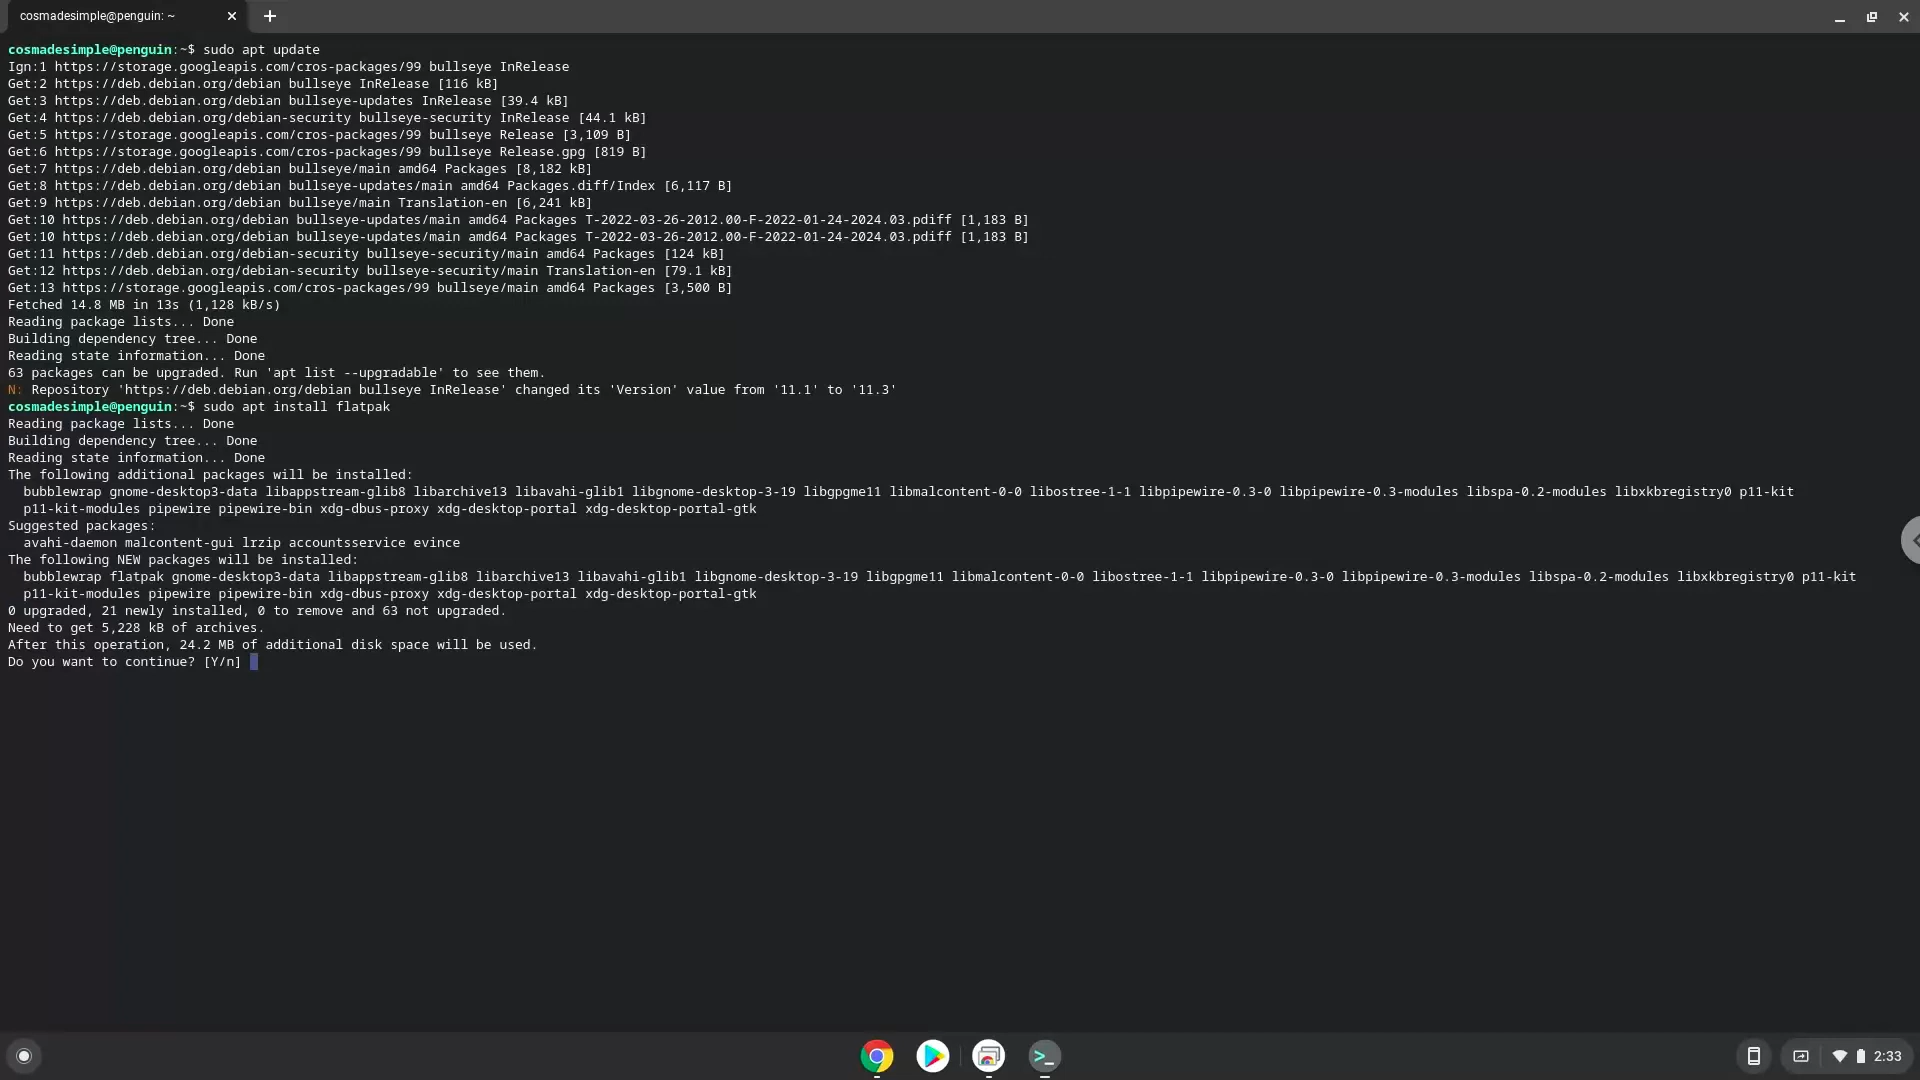 cosmadesimple@penguin: ~
cosmadesimple@penguin:~$ sudo apt update
Ign:1 https://storage.googleapis.com/cros-packages/99 bullseye InRelease
Get:2 https://deb.debian.org/debian bullseye InRelease [116 kB]
Get:3 https://deb.debian.org/debian bullseye-updates InRelease [39.4 kB]
Get:4 https://deb.debian.org/debian-security bullseye-security InRelease [44.1 kB]
Get:5 https://storage.googleapis.com/cros-packages/99 bullseye Release [3,109 B]
Get:6 https://storage.googleapis.com/cros-packages/99 bullseye Release.gpg [819 B]
Get:7 https://deb.debian.org/debian bullseye/main amd64 Packages [8,182 kB]
Get:8 https://deb.debian.org/debian bullseye-updates/main amd64 Packages.diff/Index [6,117 B]
Get:9 https://deb.debian.org/debian bullseye/main Translation-en [6,241 kB]
Get:10 https://deb.debian.org/debian bullseye-updates/main amd64 Packages T-2022-03-26-2012.00-F-2022-01-24-2024.03.pdiff [1,183 B]
Get:10 https://deb.debian.org/debian bullseye-updates/main amd64 Packages T-2022-03-26-2012.00-F-2022-01-24-2024.03.pdiff [1,183 B]
Get:11 https://deb.debian.org/debian-security bullseye-security/main amd64 Packages [124 kB]
Get:12 https://deb.debian.org/debian-security bullseye-security/main Translation-en [79.1 kB]
Get:13 https://storage.googleapis.com/cros-packages/99 bullseye/main amd64 Packages [3,500 B]
Fetched 14.8 MB in 13s (1,128 kB/s)
Reading package lists... Done
Building dependency tree... Done
Reading state information... Done
63 packages can be upgraded. Run 'apt list --upgradable' to see them.
N: Repository 'https://deb.debian.org/debian bullseye InRelease' changed its 'Version' value from '11.1' to '11.3'
cosmadesimple@penguin:~$ sudo apt install flatpak
Reading package lists... Done
Building dependency tree... Done
Reading state information... Done
The following additional packages will be installed:
bubblewrap gnome-desktop3-data libappstream-glib8 libarchive13 libavahi-glib1 libgnome-desktop-3-19 libgpgme11 libmalcontent-0-0 libostree-1-1 libpipewire-0.3-0 libpipewire-0.3-modules libspa-0.2-modules libxkbregistry0 p11-kit
p11-kit-modules pipewire pipewire-bin xdg-dbus-proxy xdg-desktop-portal xdg-desktop-portal-gtk
Suggested packages:
avahi-daemon malcontent-gui lrzip accountsservice evince
The following NEW packages will be installed:
bubblewrap flatpak gnome-desktop3-data libappstream-glib8 libarchive13 libavahi-glib1 libgnome-desktop-3-19 libgpgme11 libmalcontent-0-0 libostree-1-1 libpipewire-0.3-0 libpipewire-0.3-modules libspa-0.2-modules libxkbregistry0 p11-kit
p11-kit-modules pipewire pipewire-bin xdg-dbus-proxy xdg-desktop-portal xdg-desktop-portal-gtk
0 upgraded, 21 newly installed, 0 to remove and 63 not upgraded.
Need to get 5,228 kB of archives.
After this operation, 24.2 MB of additional disk space will be used.
Do you want to continue? [Y/n]
2:33